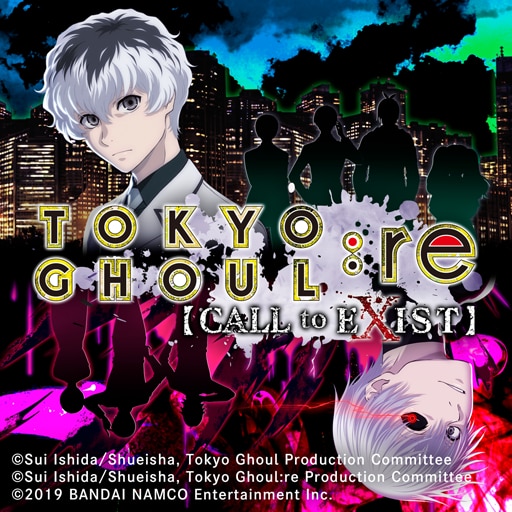 TOKYO
GHOUL:re
【CALL to EXIST】
©Sui Ishida/Shueisha, Tokyo Ghoul Production Committee
©Sui Ishida/Shueisha, Tokyo Ghoul:re Production Committee
©2019 BANDAI NAMCO Entertainment Inc.